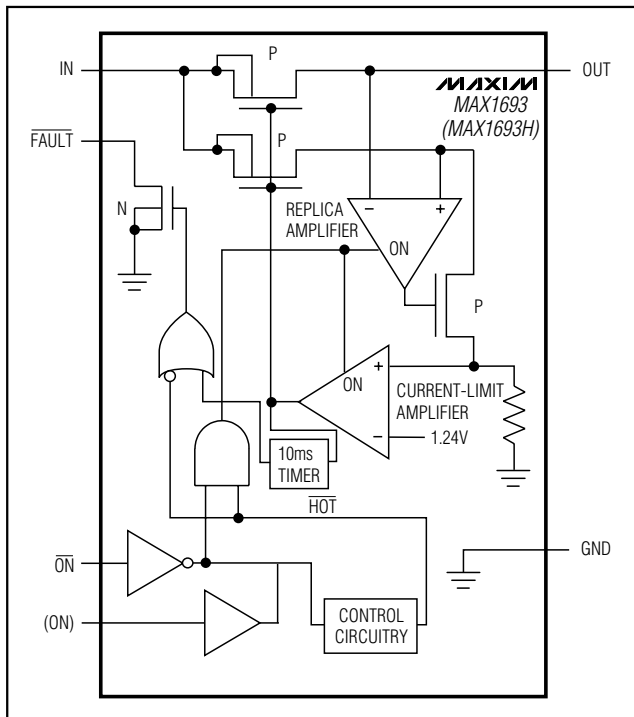 P
IN
OUT
MAXIM
MAX1693
(MAX1693H)
FAULT
P
N
REPLICA
AMPLIFIER
− +
ON
P
ON
+
CURRENT-LIMIT
AMPLIFIER
−
1.24V
10ms
TIMER
HOT
ON
GND
(ON)
CONTROL
CIRCUITRY